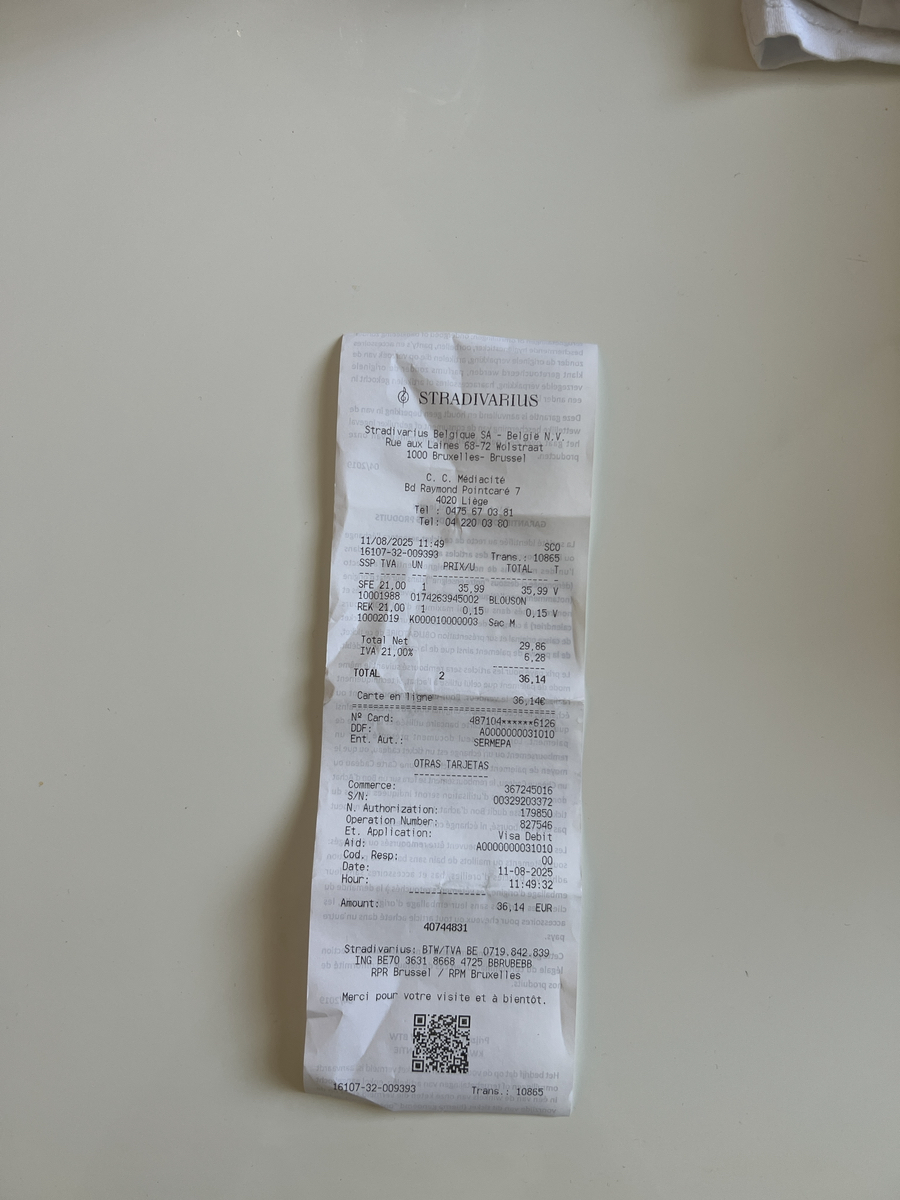 STRADIVARIUS
Stradivarius Belgique SA - België N.V.
Rue aux Laines 68-72 Wolstraat
1000 Bruxelles- Brussel
C. C. Médiacité
Bd Raymond Pointcaré 7
4020 Liège
Tel : 0475 67 03 81
Tel: 04 220 03 80
11/08/2025 11:49 SCO
16107-32-009393 Trans.: 10865
SSP TVA UN PRIX/U TOTAL T
SFE 21,00 1 35,99 35,99 V
10001988 0174263945002 BLOUSON
REK 21,00 1 0,15 0,15 V
10002019 K000010000003 Sac M
Total Net 29,86
IVA 21,00% 6,28
----------
TOTAL 2 36,14
Carte en ligne 36,14€
Nº Card: 487104******6126
DDF: A0000000031010
Ent. Aut.: SERMEPA
OTRAS TARJETAS
--------------
Commerce: 367245016
S/N: 00329203372
N. Authorization: 179850
Operation Number: 827546
Et. Application: Visa Debit
Aid: A0000000031010
Cod. Resp: 00
Date: 11-08-2025
Hour: 11:49:32
--------------
Amount: 36,14 EUR
40744831
Stradivarius: BTW/TVA BE 0719.842.839
ING BE70 3631 8668 4725 BBRUBEBB
RPR Brussel / RPM Bruxelles
Merci pour votre visite et à bientôt.
16107-32-009393 Trans.: 10865